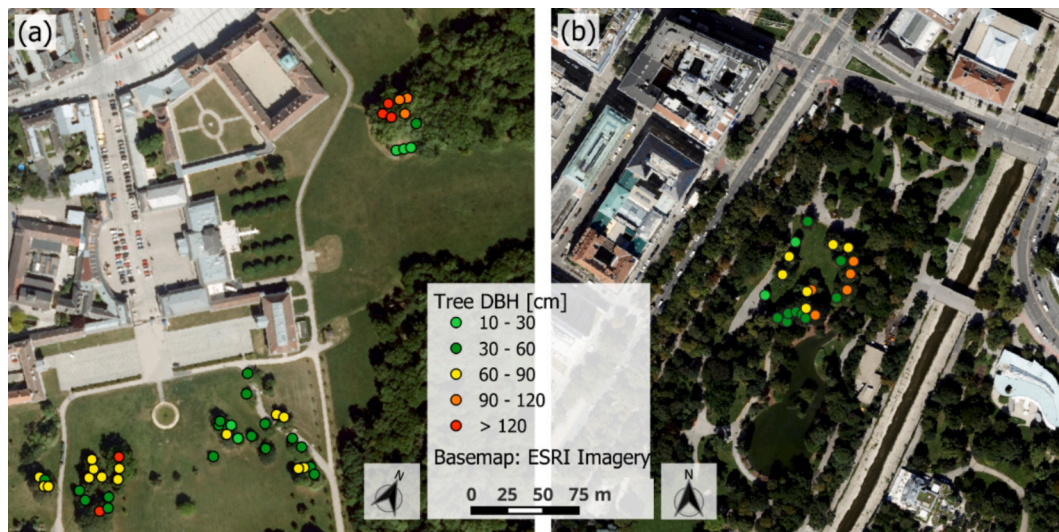 (a)
(b)
Tree DBH [cm]
10 - 30
30 - 60
60 - 90
90 - 120
> 120
Basemap: ESRI Imagery
N
N
0 25 50 75 m